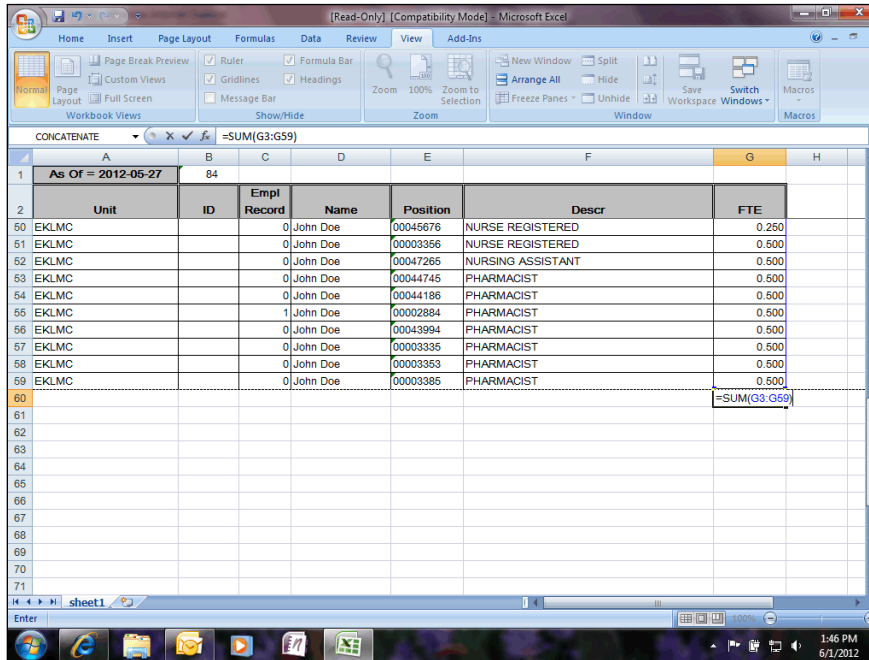 [Read-Only] [Compatibility Mode] - Microsoft Excel
Home Insert Page Layout Formulas Data Review View Add-Ins
Normal Page Layout Page Break Preview Custom Views Full Screen Workbook Views
Ruler Gridlines Message Bar Formula Bar Headings Show/Hide
Zoom 100% Zoom to Selection Zoom
New Window Arrange All Freeze Panes Split Hide Unhide Save Workspace Switch Windows Window
Macros Macros
CONCATENATE fx =SUM(G3:G59)
A B C D E F G H
1 As Of = 2012-05-27 84
2 Unit ID Empl Record Name Position Descr FTE
50 EKLMC 0 John Doe 00045676 NURSE REGISTERED 0.250
51 EKLMC 0 John Doe 00003356 NURSE REGISTERED 0.500
52 EKLMC 0 John Doe 00047265 NURSING ASSISTANT 0.500
53 EKLMC 0 John Doe 00044745 PHARMACIST 0.500
54 EKLMC 0 John Doe 00044186 PHARMACIST 0.500
55 EKLMC 1 John Doe 00002884 PHARMACIST 0.500
56 EKLMC 0 John Doe 00043994 PHARMACIST 0.500
57 EKLMC 0 John Doe 00003335 PHARMACIST 0.500
58 EKLMC 0 John Doe 00003353 PHARMACIST 0.500
59 EKLMC 0 John Doe 00003385 PHARMACIST 0.500
60 =SUM(G3:G59)
61
62
63
64
65
66
67
68
69
70
71
sheet1
Enter 100%
1:46 PM
6/1/2012